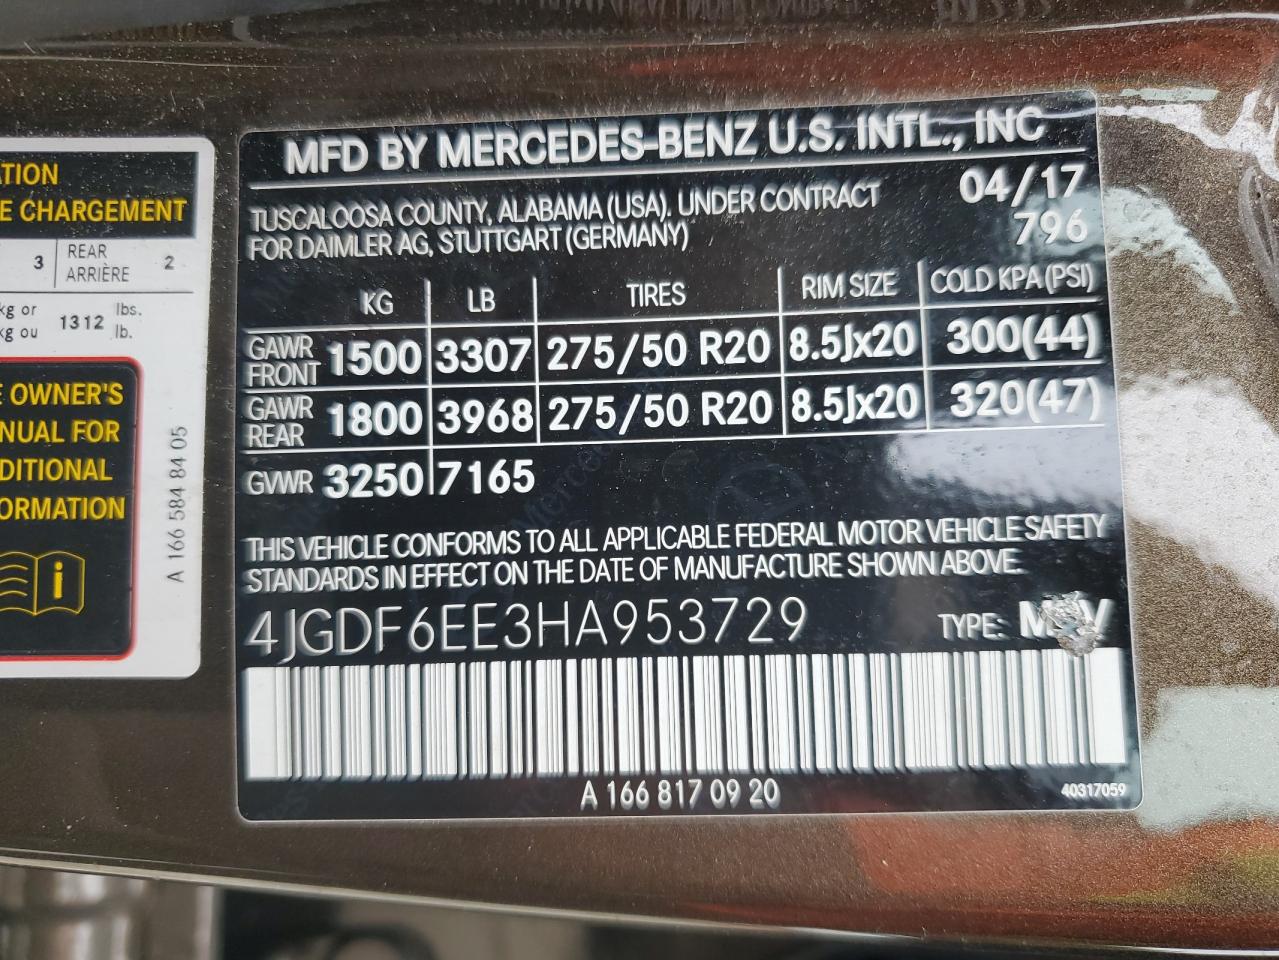 TION
E CHARGEMENT
3 REAR ARRIÈRE 2
kg or
kg ou 1312 lbs.
lb.
E OWNER'S
NUAL FOR
DITIONAL
ORMATION
i
A 166 584 84 05
MFD BY MERCEDES-BENZ U.S. INTL., INC
TUSCALOOSA COUNTY, ALABAMA (USA). UNDER CONTRACT
FOR DAIMLER AG, STUTTGART (GERMANY)
04/17
796
KG LB TIRES RIM SIZE COLD KPA (PSI)
GAWR FRONT 1500 3307 275/50 R20 8.5Jx20 300(44)
GAWR REAR 1800 3968 275/50 R20 8.5Jx20 320(47)
GVWR 3250 7165
THIS VEHICLE CONFORMS TO ALL APPLICABLE FEDERAL MOTOR VEHICLE SAFETY
STANDARDS IN EFFECT ON THE DATE OF MANUFACTURE SHOWN ABOVE.
4JGDF6EE3HA953729
TYPE:
A 166 817 09 20
40317059